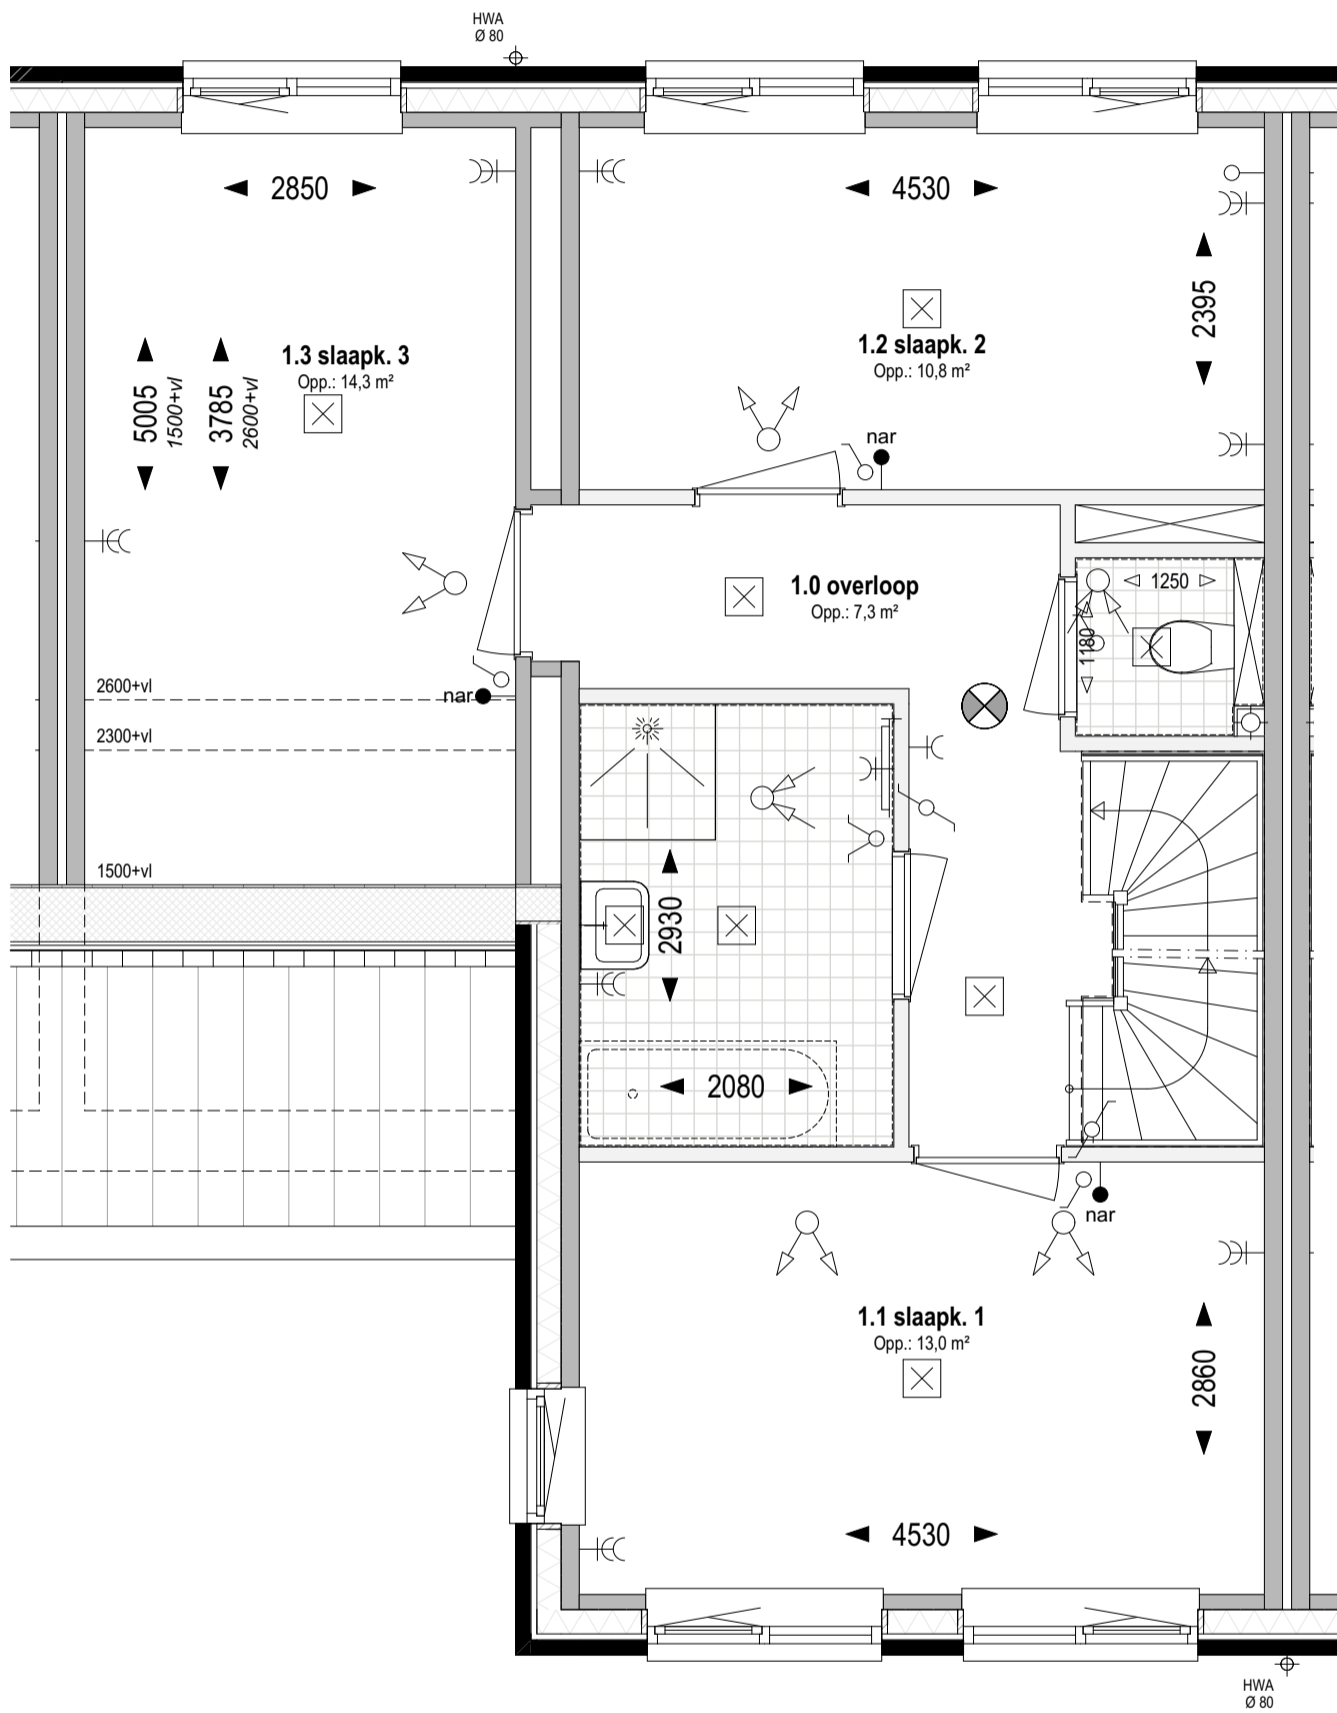 HWA
Ø 80
2850
4530
2395
1.3 slaapk. 3
Opp.: 14,3 m²
1.2 slaapk. 2
Opp.: 10,8 m²
5005
1500+vl
3785
2600+vl
nar
1.0 overloop
Opp.: 7,3 m²
1250
1180
2600+vl
nar
2300+vl
1500+vl
2930
2080
nar
1.1 slaapk. 1
Opp.: 13,0 m²
2860
4530
HWA
Ø 80